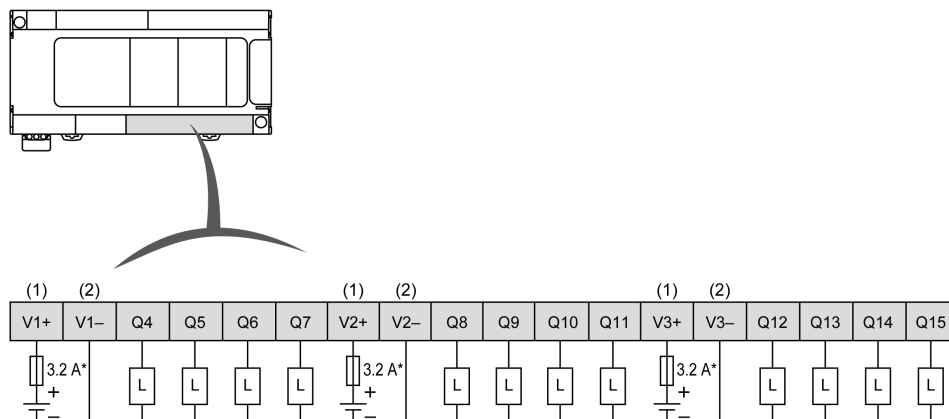 (1) (2) (1) (2) (1) (2)
V1+ V1– Q4 Q5 Q6 Q7 V2+ V2– Q8 Q9 Q10 Q11 V3+ V3– Q12 Q13 Q14 Q15
3.2 A* L L L L 3.2 A* L L L L 3.2 A* L L L L
+ + +
– – –